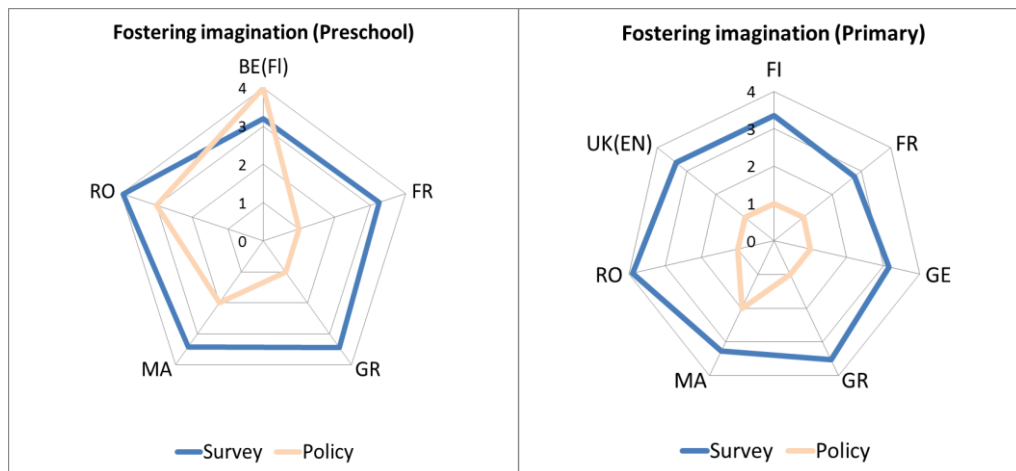 Fostering imagination (Preschool)
BE(Fl)
4
3
2
1
0
RO
FR
MA
GR
Survey
Policy
Fostering imagination (Primary)
FI
4
3
2
1
0
UK(EN)
FR
RO
GE
MA
GR
Survey
Policy